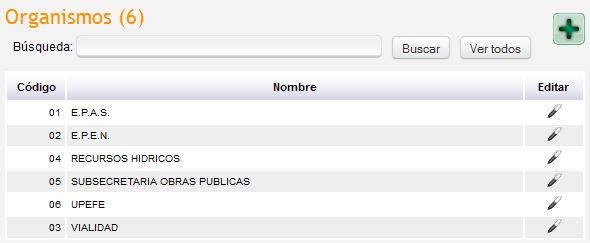 Organismos (6)
Búsqueda: Buscar Ver todos
Código Nombre Editar
01 E.P.A.S.
02 E.P.E.N.
04 RECURSOS HIDRICOS
05 SUBSECRETARIA OBRAS PUBLICAS
06 UPEFE
03 VIALIDAD